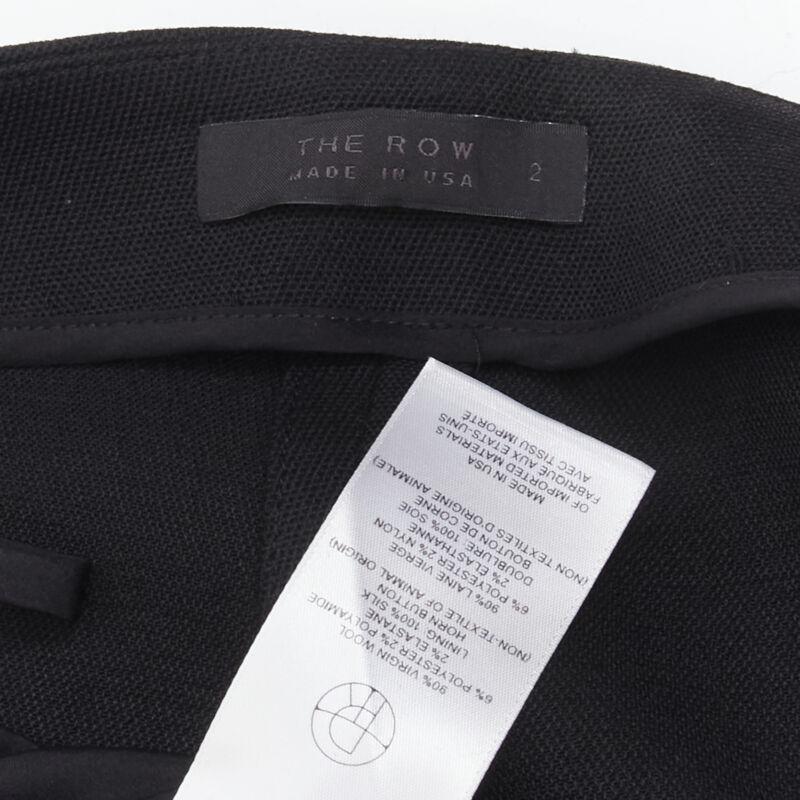 THE ROW
MADE IN USA 2
90% VIRGIN WOOL
6% POLYESTER 2% POLYAMIDE
2% ELASTANE
LINING 100% SILK
HORN BUTTON
(NON-TEXTILE OF ANIMAL ORIGIN)
90% LAINE VIERGE
6% POLYESTER 2% NYLON
2% ELASTHANNE
DOUBLURE: 100% SOIE
BOUTON DE CORNE
(NON TEXTILES D'ORIGINE ANIMALE)
MADE IN USA
OF IMPORTED MATERIALS
FABRIQUE AUX ETATS-UNIS
AVEC TISSU IMPORTÉ